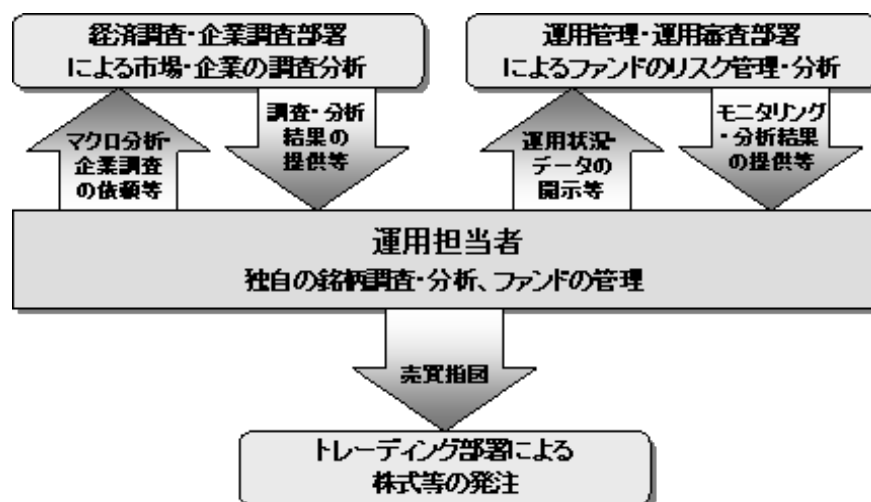 経済調査・企業調査部署
による市場・企業の調査分析
運用管理・運用審査部署
によるファンドのリスク管理・分析
マクロ分析・
企業調査
の依頼等
調査・分析
結果の
提供等
運用状況・
データの
開示等
モニタリング
・分析結果
の提供等
運用担当者
独自の銘柄調査・分析、ファンドの管理
売買指図
トレーディング部署による
株式等の発注